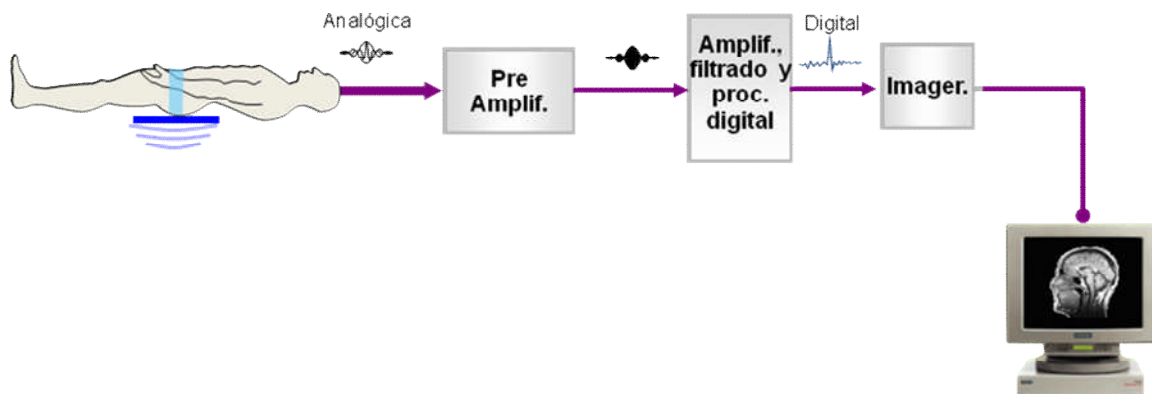 Analógica
Pre
Amplif.
Amplif.,
filtrado y
proc.
digital
Digital
Imager.